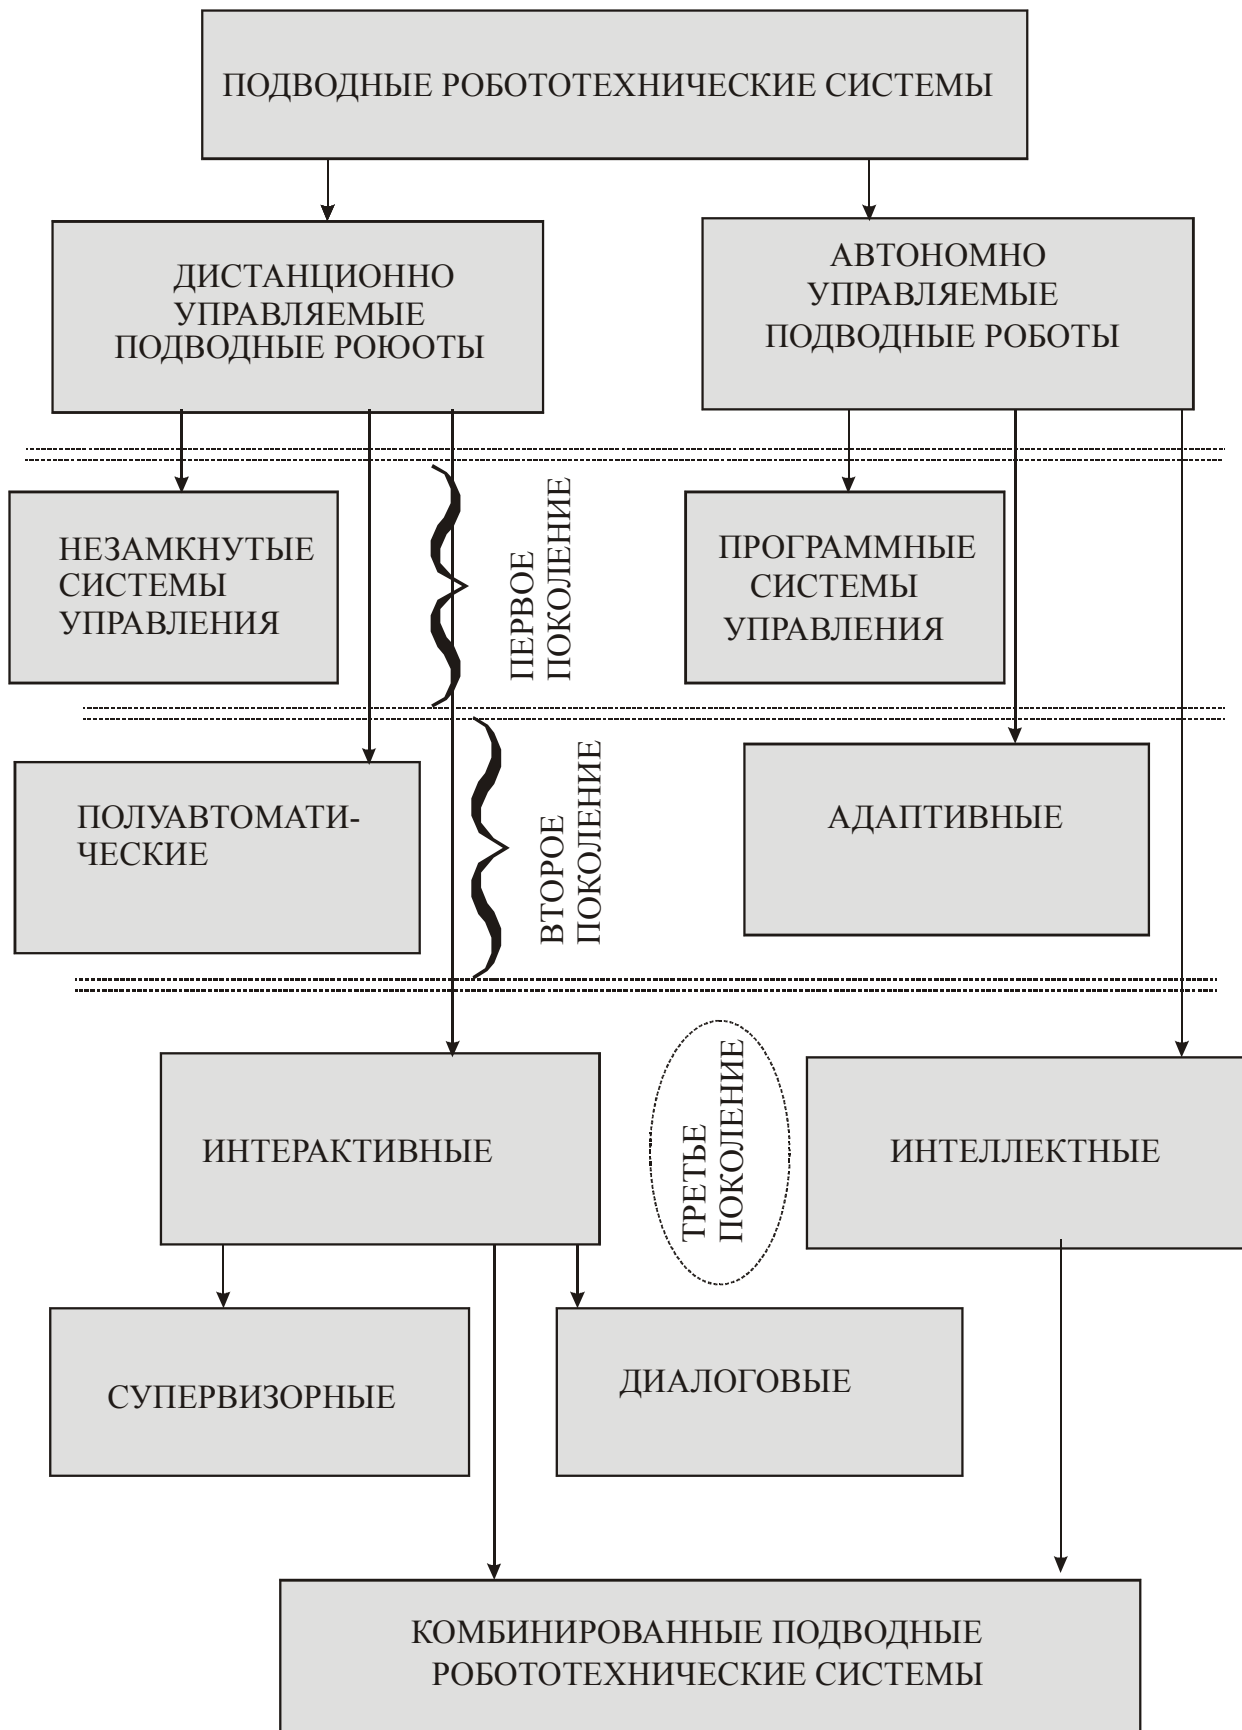 ПОДВОДНЫЕ РОБОТОТЕХНИЧЕСКИЕ СИСТЕМЫ
ДИСТАНЦИОННО
УПРАВЛЯЕМЫЕ
ПОДВОДНЫЕ РОЮОТЫ
АВТОНОМНО
УПРАВЛЯЕМЫЕ
ПОДВОДНЫЕ РОБОТЫ
НЕЗАМКНУТЫЕ
СИСТЕМЫ
УПРАВЛЕНИЯ
ПЕРВОЕ
ПОКОЛЕНИЕ
ПРОГРАММНЫЕ
СИСТЕМЫ
УПРАВЛЕНИЯ
ПОЛУАВТОМАТИ-
ЧЕСКИЕ
ВТОРОЕ
ПОКОЛЕНИЕ
АДАПТИВНЫЕ
ИНТЕРАКТИВНЫЕ
ТРЕТЬЕ
ПОКОЛЕНИЕ
ИНТЕЛЛЕКТНЫЕ
СУПЕРВИЗОРНЫЕ
ДИАЛОГОВЫЕ
КОМБИНИРОВАННЫЕ ПОДВОДНЫЕ
РОБОТОТЕХНИЧЕСКИЕ СИСТЕМЫ